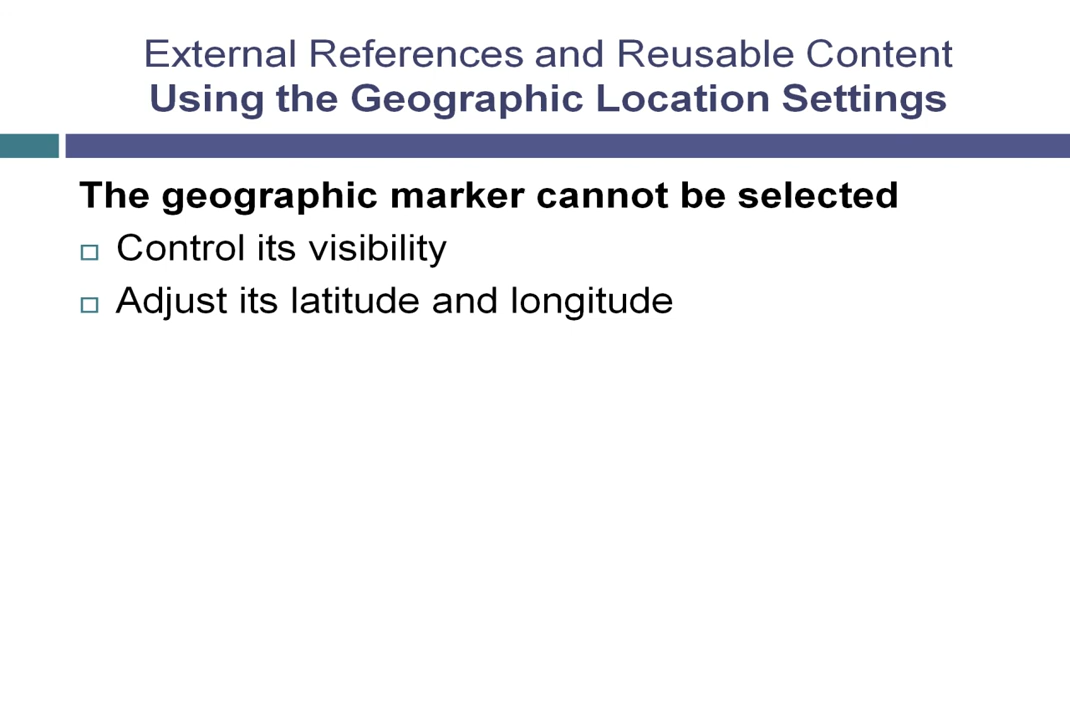 External References and Reusable Content
Using the Geographic Location Settings
The geographic marker cannot be selected
Control its visibility
Adjust its latitude and longitude